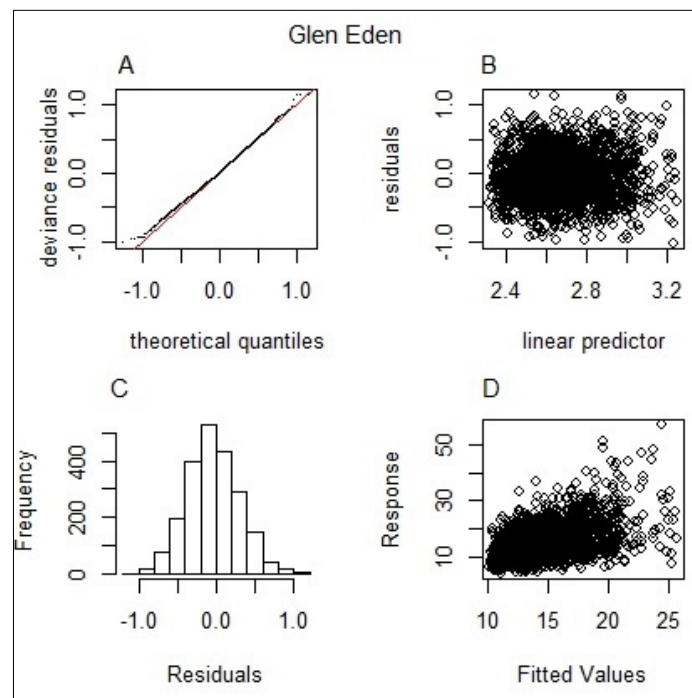 Glen Eden
A
deviance residuals
-1.0 0.0 1.0
-1.0 0.0 1.0
theoretical quantiles
B
residuals
-1.0 0.0 1.0
2.4 2.8 3.2
linear predictor
C
Frequency
0 200 400
-1.0 0.0 1.0
Residuals
D
Response
10 30 50
10 15 20 25
Fitted Values